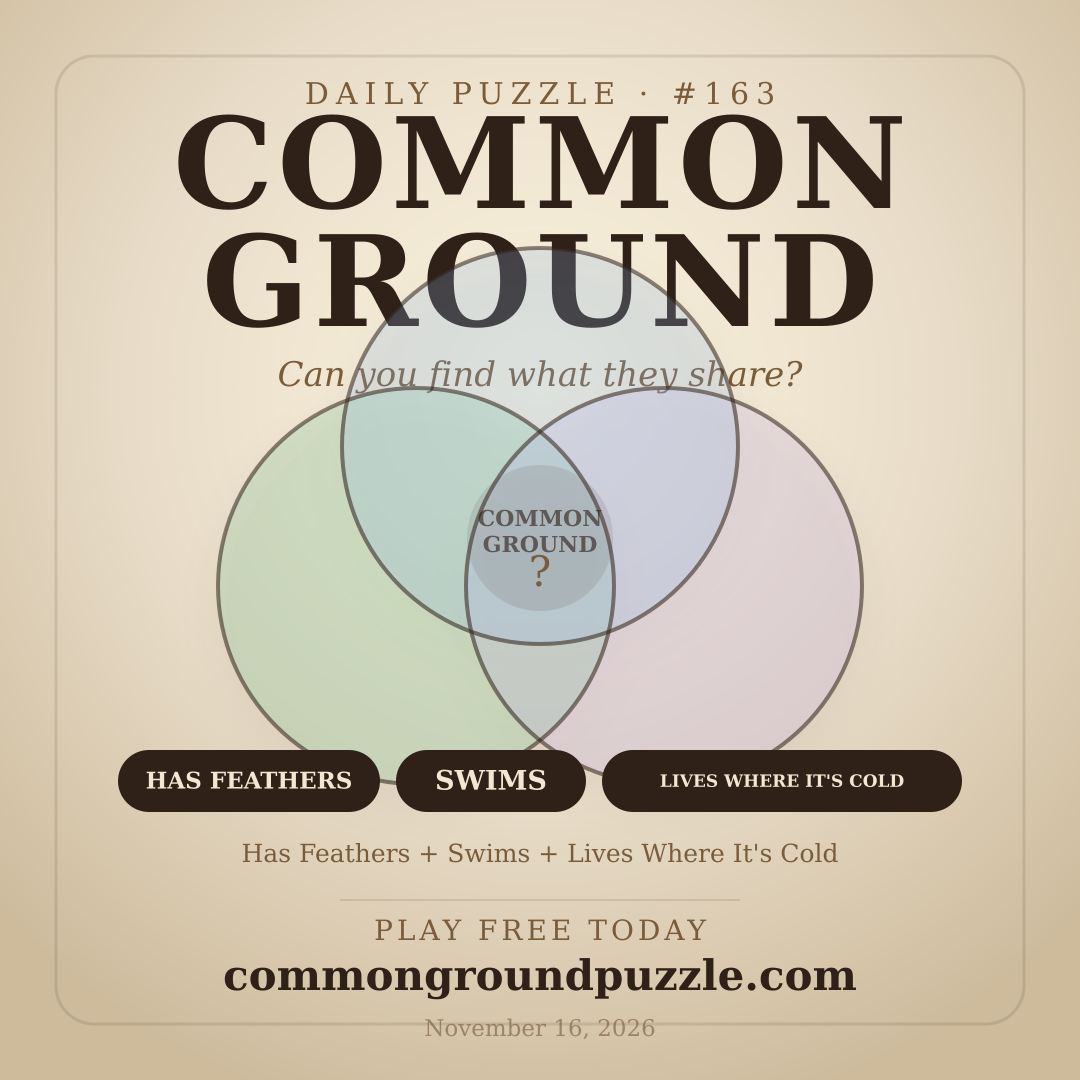 DAILY PUZZLE · #163
COMMON
GROUND
Can you find what they share?
COMMON
GROUND
?
HAS FEATHERS
SWIMS
LIVES WHERE IT'S COLD
Has Feathers + Swims + Lives Where It's Cold
PLAY FREE TODAY
commongroundpuzzle.com
November 16, 2026